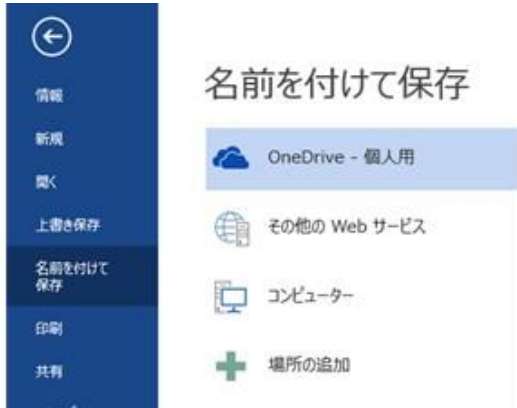 情報
新規
開く
上書き保存
名前を付けて
保存
印刷
共有
名前を付けて保存
OneDrive - 個人用
その他の Web サービス
コンピューター
場所の追加